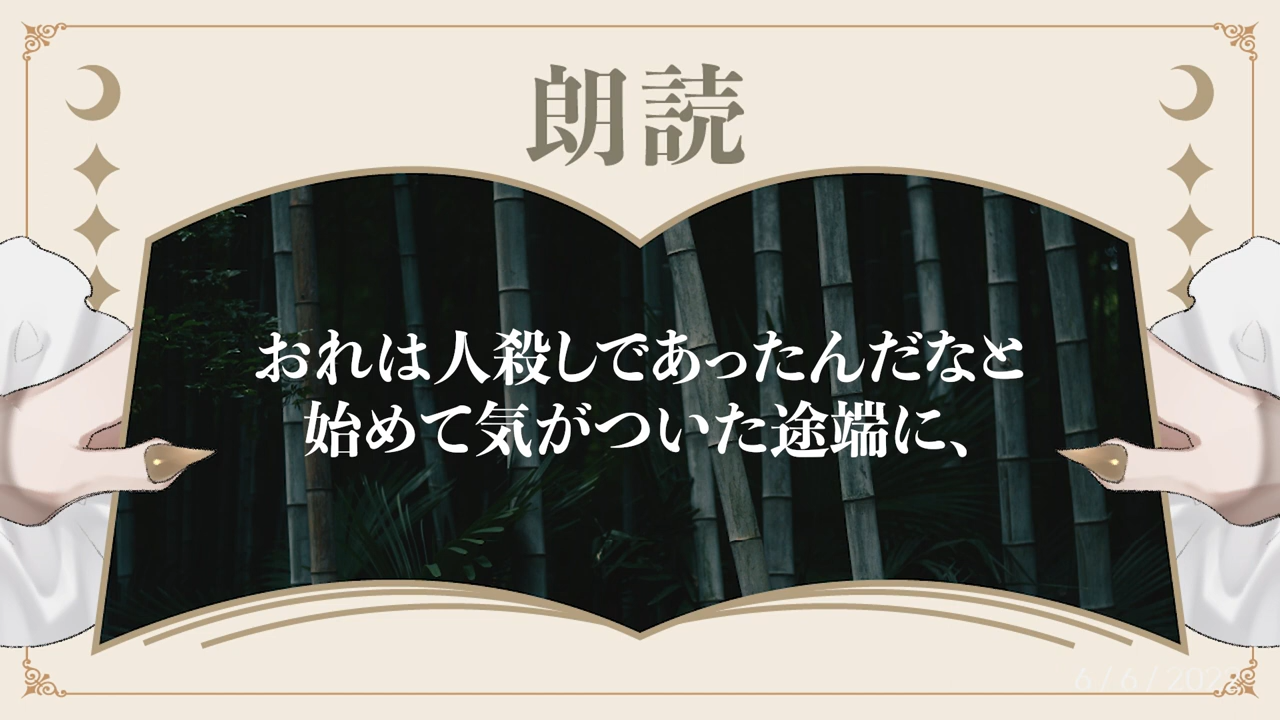 朗読
おれは人殺しであったんだなと
始めて気がついた途端に、